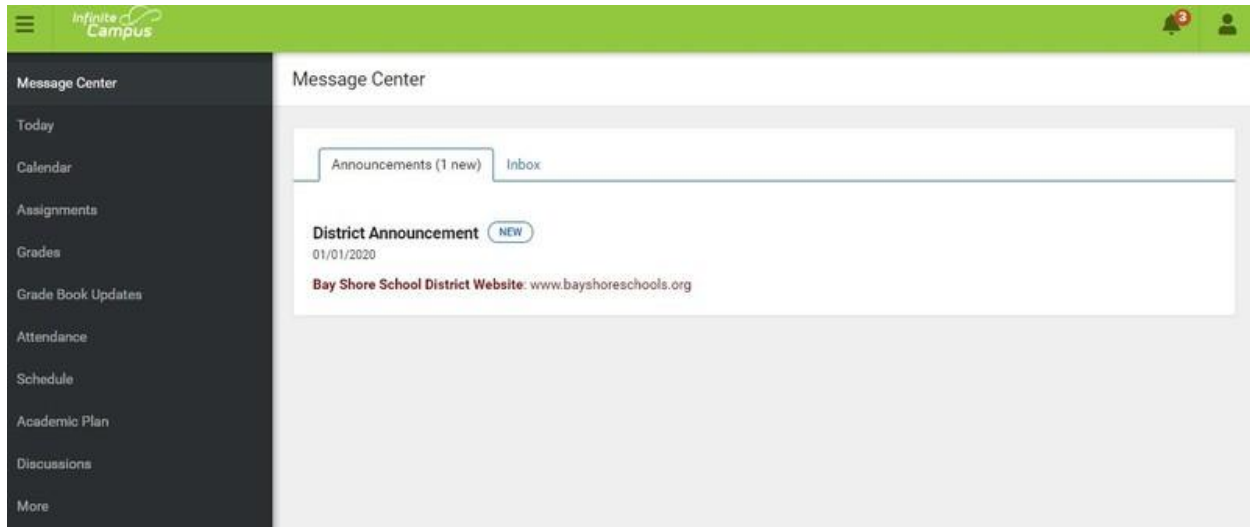 Infinite
Campus
3
Message Center
Today
Calendar
Assignments
Grades
Grade Book Updates
Attendance
Schedule
Academic Plan
Discussions
More
Message Center
Announcements (1 new) Inbox
District Announcement NEW
01/01/2020
Bay Shore School District Website: www.bayshoreschools.org